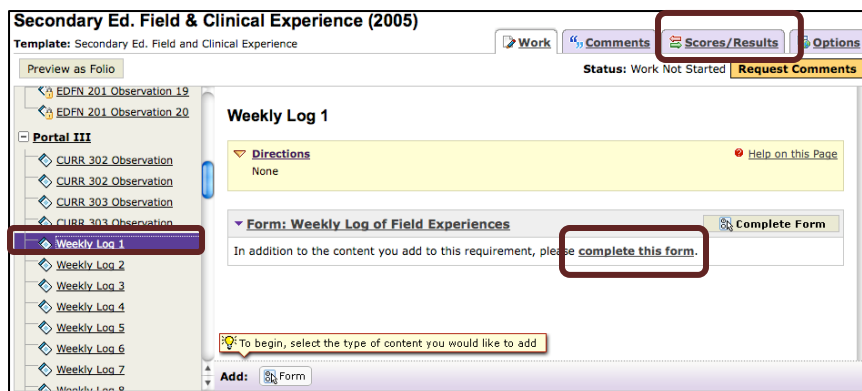 Secondary Ed. Field & Clinical Experience (2005)
Template: Secondary Ed. Field and Clinical Experience
Work
Comments
Scores/Results
Options
Preview as Folio
Status: Work Not Started
Request Comments
EDFN 201 Observation 19
EDFN 201 Observation 20
Portal III
CURR 302 Observation
CURR 302 Observation
CURR 303 Observation
CURR 303 Observation
Weekly Log 1
Weekly Log 2
Weekly Log 3
Weekly Log 4
Weekly Log 5
Weekly Log 6
Weekly Log 7
Weekly Log 8
Weekly Log 1
Directions
Help on this Page
None
Form: Weekly Log of Field Experiences
Complete Form
In addition to the content you add to this requirement, please complete this form.
To begin, select the type of content you would like to add
Add:
Form